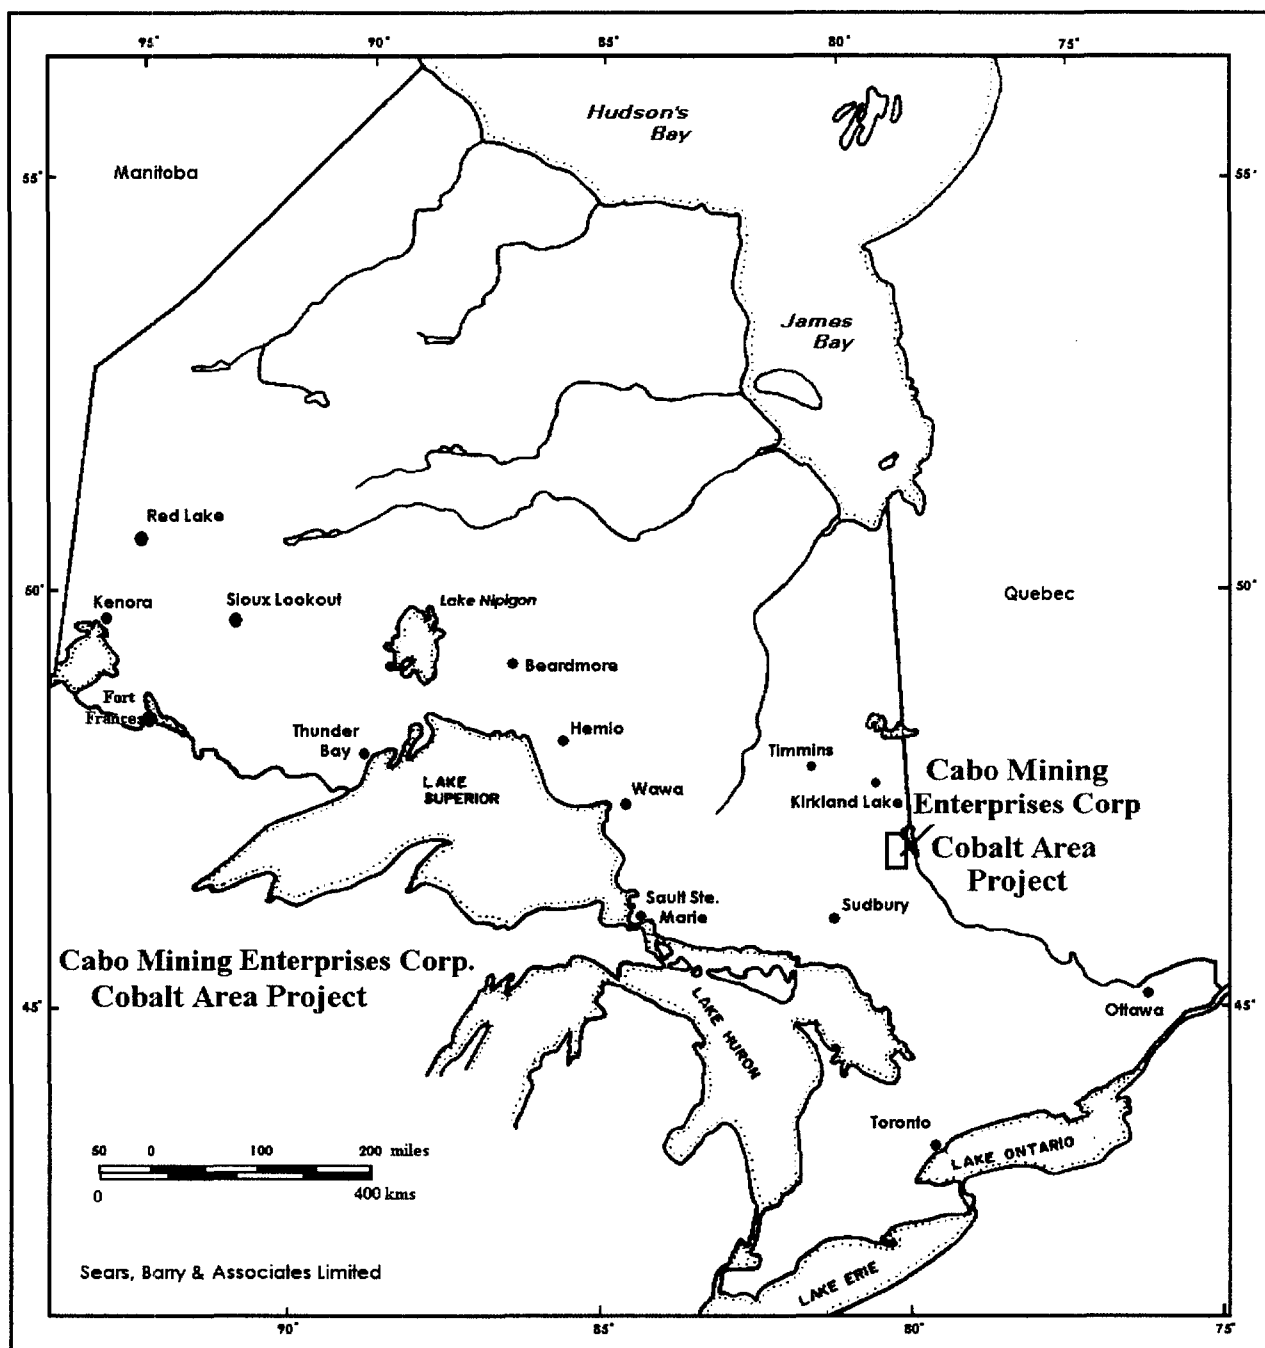 95° 90° 85° 80° 75°
Hudson's
Bay
Manitoba
55° 55°
James
Bay
Red Lake
50° 50°
Kenora
Sioux Lookout
Lake Nipigon
Quebec
Beardmore
Fort
Frances
Thunder
Bay
Hemlo
Timmins
LAKE
SUPERIOR
Wawa
Kirkland Lake
Cabo Mining
Enterprises Corp
Cobalt Area
Project
Sault Ste.
Marie
Sudbury
Cabo Mining Enterprises Corp.
Cobalt Area Project
45° 45°
LAKE HURON
Ottawa
Toronto
LAKE ONTARIO
50 0 100 200 miles
0 400 kms
Sears, Barry & Associates Limited
LAKE ERIE
90° 85° 80° 75°